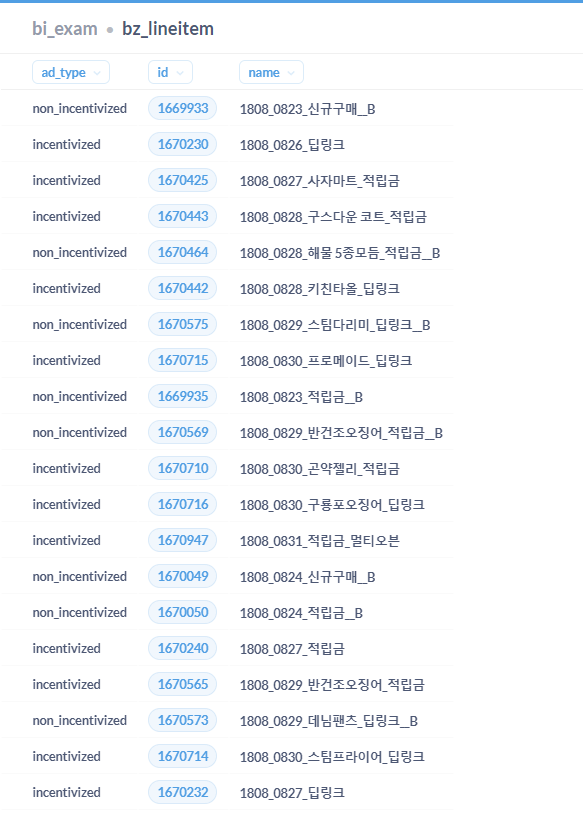 bi_exam • bz_lineitem
ad_type id name
non_incentivized 1669933 1808_0823_신규구매__B
incentivized 1670230 1808_0826_딥링크
incentivized 1670425 1808_0827_사자마트_적립금
incentivized 1670443 1808_0828_구스다운 코트_적립금
non_incentivized 1670464 1808_0828_해물 5종모듬_적립금__B
incentivized 1670442 1808_0828_키친타올_딥링크
non_incentivized 1670575 1808_0829_스팀다리미_딥링크__B
incentivized 1670715 1808_0830_프로메이드_딥링크
non_incentivized 1669935 1808_0823_적립금__B
non_incentivized 1670569 1808_0829_반건조오징어_적립금__B
incentivized 1670710 1808_0830_곤약젤리_적립금
incentivized 1670716 1808_0830_구룡포오징어_딥링크
incentivized 1670947 1808_0831_적립금_멀티오븐
non_incentivized 1670049 1808_0824_신규구매__B
non_incentivized 1670050 1808_0824_적립금__B
incentivized 1670240 1808_0827_적립금
incentivized 1670565 1808_0829_반건조오징어_적립금
non_incentivized 1670573 1808_0829_데님팬츠_딥링크__B
incentivized 1670714 1808_0830_스팀프라이어_딥링크
incentivized 1670232 1808_0827_딥링크